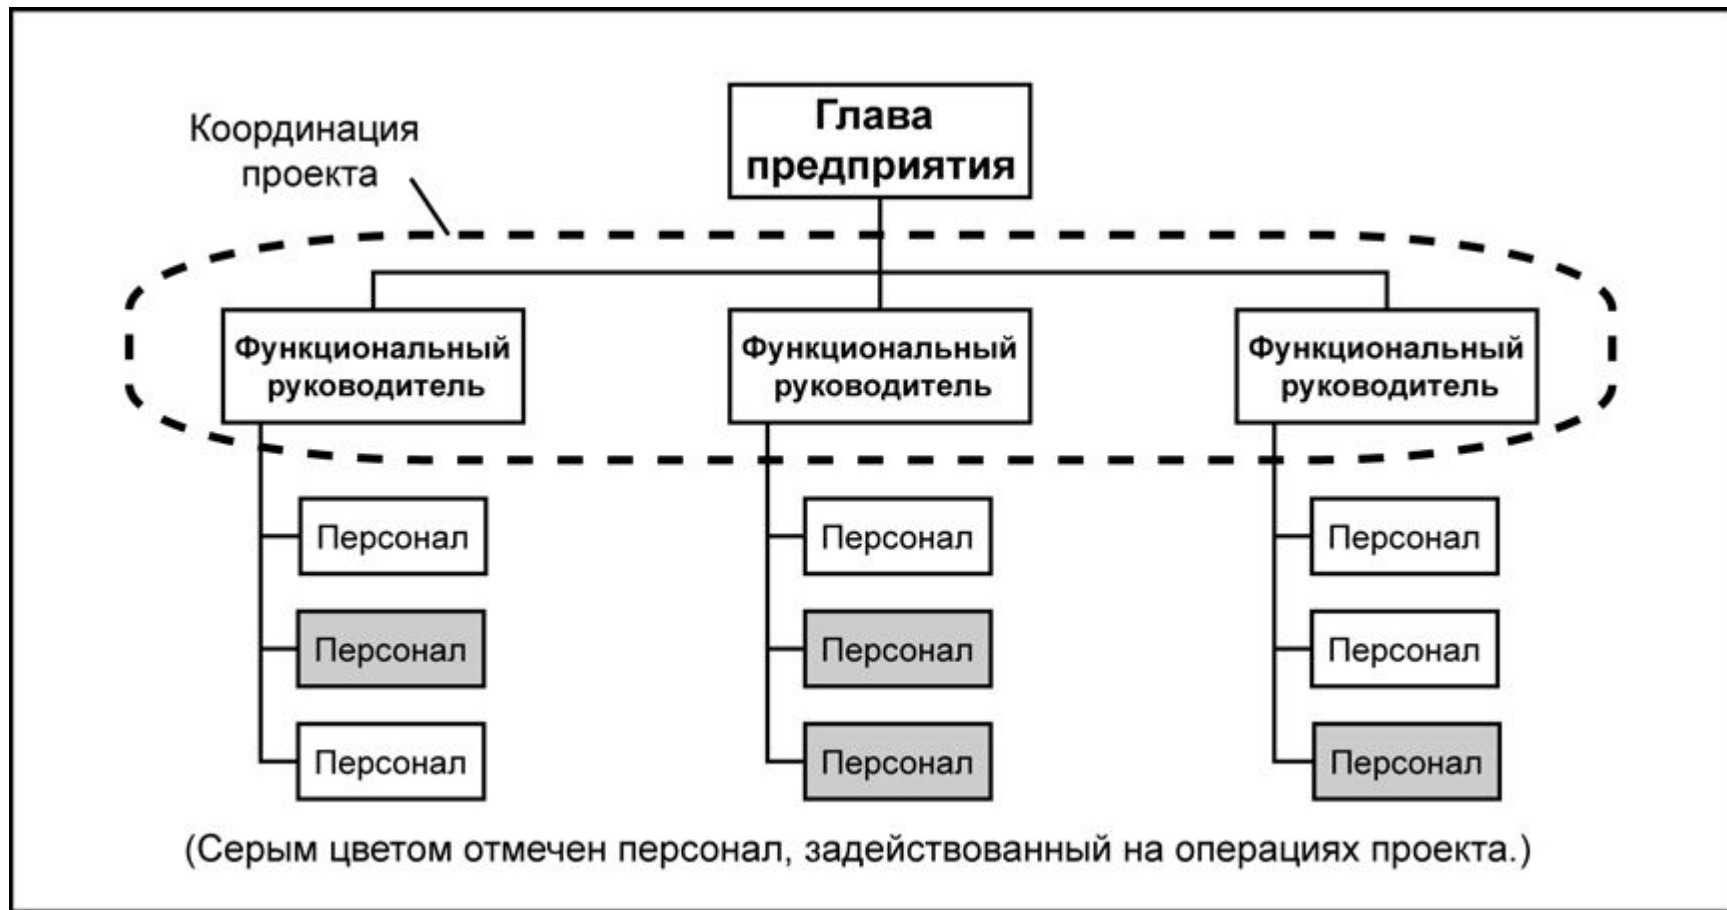 Координация
проекта
Глава
предприятия
Функциональный
руководитель
Функциональный
руководитель
Функциональный
руководитель
Персонал
Персонал
Персонал
Персонал
Персонал
Персонал
Персонал
Персонал
Персонал
(Серым цветом отмечен персонал, задействованный на операциях проекта.)